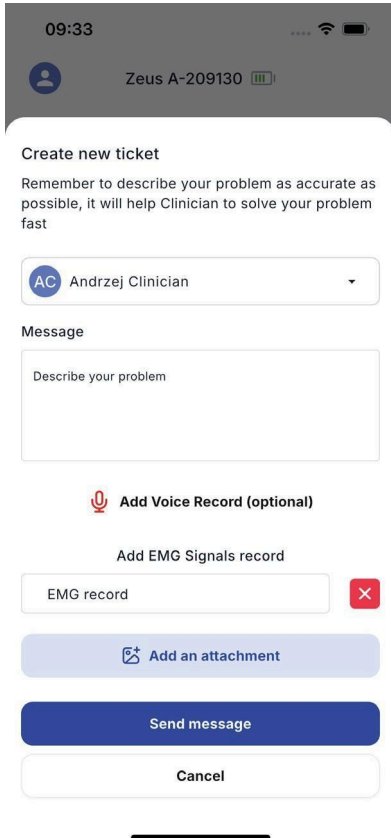 09:33
Zeus A-209130
Create new ticket
Remember to describe your problem as accurate as
possible, it will help Clinician to solve your problem
fast
AC Andrzej Clinician
Message
Describe your problem
Add Voice Record (optional)
Add EMG Signals record
EMG record
Add an attachment
Send message
Cancel